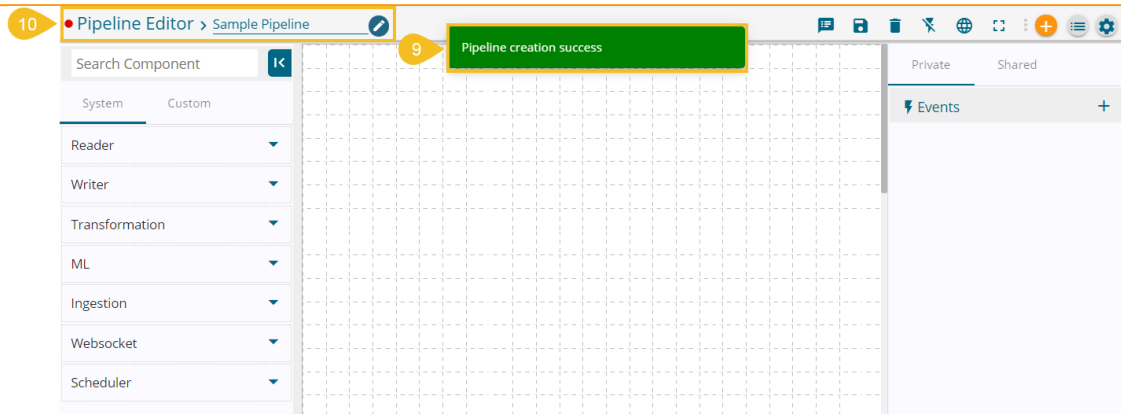 10
Pipeline Editor > Sample Pipeline
9
Pipeline creation success
Search Component
System Custom
Reader
Writer
Transformation
ML
Ingestion
Websocket
Scheduler
Private Shared
Events +